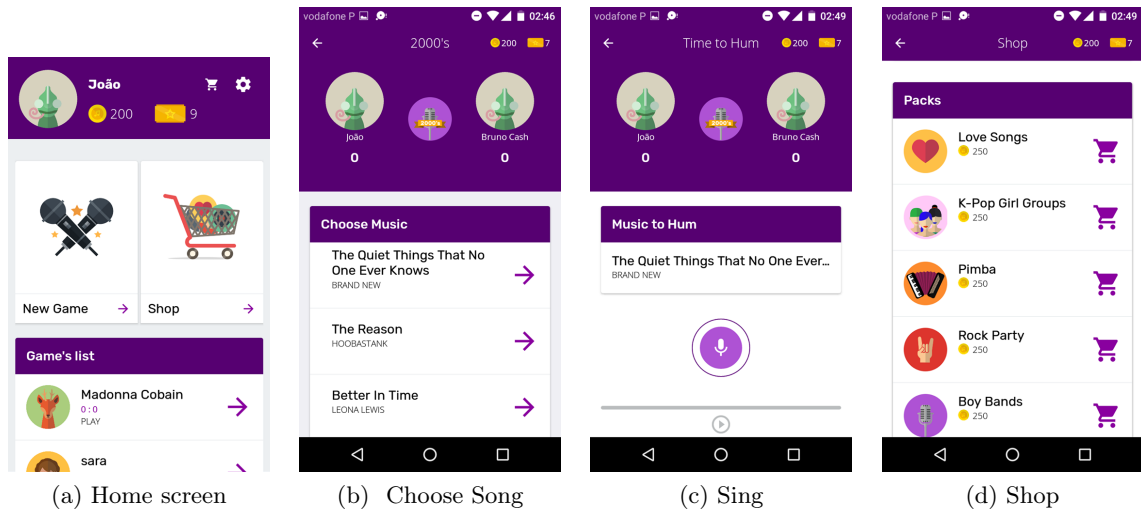 João
200
9
New Game
Shop
Game's list
Madonna Cobain
0 : 0
PLAY
sara
(a) Home screen
vodafone P
02:46
2000's
200
7
2000's
João
Bruno Cash
0
0
Choose Music
The Quiet Things That No
One Ever Knows
BRAND NEW
The Reason
HOOBASTANK
Better In Time
LEONA LEWIS
(b) Choose Song
vodafone P
02:49
Time to Hum
200
7
2000's
João
Bruno Cash
0
0
Music to Hum
The Quiet Things That No One Ever...
BRAND NEW
(c) Sing
vodafone P
02:49
Shop
200
7
Packs
Love Songs
250
K-Pop Girl Groups
250
Pimba
250
Rock Party
250
Boy Bands
250
(d) Shop